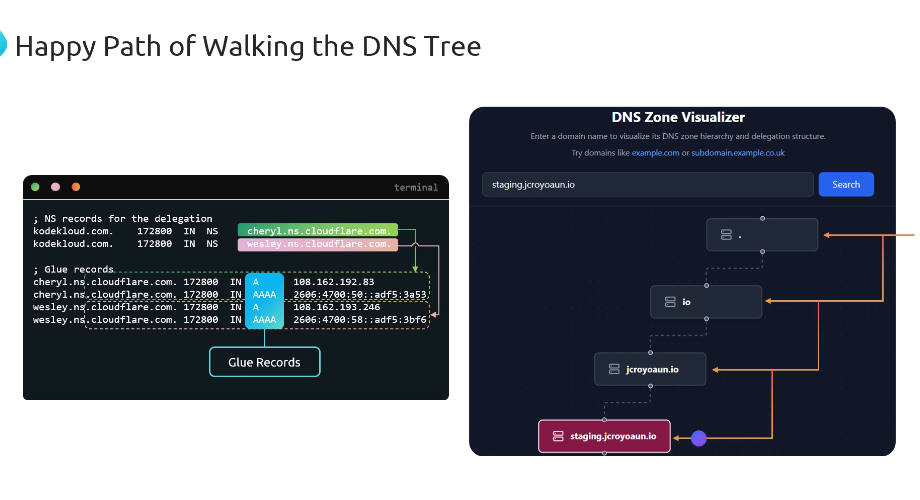 Happy Path of Walking the DNS Tree
terminal
; NS records for the delegation
kodekloud.com. 172800 IN NS cheryl.ns.cloudflare.com.
kodekloud.com. 172800 IN NS wesley.ns.cloudflare.com.
; Glue records
cheryl.ns.cloudflare.com. 172800 IN A 108.162.192.83
cheryl.ns.cloudflare.com. 172800 IN AAAA 2606:4700:50::adf5:3a53
wesley.ns.cloudflare.com. 172800 IN A 108.162.193.246
wesley.ns.cloudflare.com. 172800 IN AAAA 2606:4700:58::adf5:3bf6
Glue Records
DNS Zone Visualizer
Enter a domain name to visualize its DNS zone hierarchy and delegation structure.
Try domains like example.com or subdomain.example.co.uk
staging.jcroyoaun.io
Search
.
io
jcroyoaun.io
staging.jcroyoaun.io